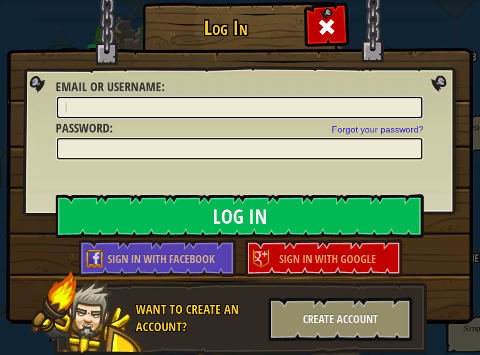 LOG IN
EMAIL OR USERNAME:
PASSWORD:
Forgot your password?
LOG IN
SIGN IN WITH FACEBOOK
SIGN IN WITH GOOGLE
WANT TO CREATE AN
ACCOUNT?
CREATE ACCOUNT